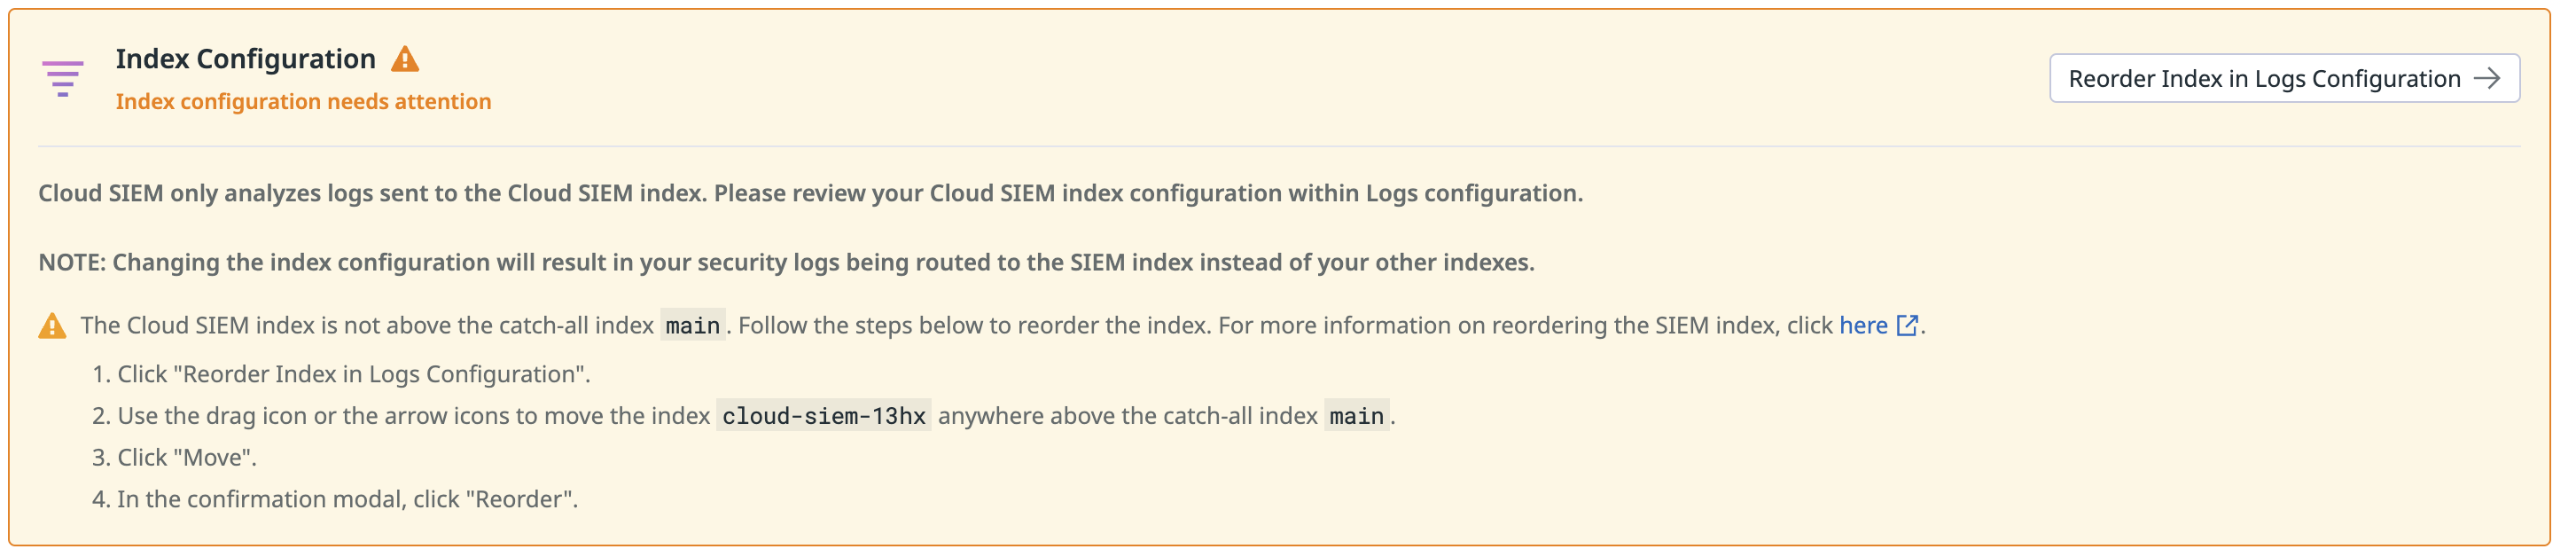 Index Configuration
Index configuration needs attention
Reorder Index in Logs Configuration
Cloud SIEM only analyzes logs sent to the Cloud SIEM index. Please review your Cloud SIEM index configuration within Logs configuration.
NOTE: Changing the index configuration will result in your security logs being routed to the SIEM index instead of your other indexes.
The Cloud SIEM index is not above the catch-all index main. Follow the steps below to reorder the index. For more information on reordering the SIEM index, click here.
1. Click "Reorder Index in Logs Configuration".
2. Use the drag icon or the arrow icons to move the index cloud-siem-13hx anywhere above the catch-all index main.
3. Click "Move".
4. In the confirmation modal, click "Reorder".